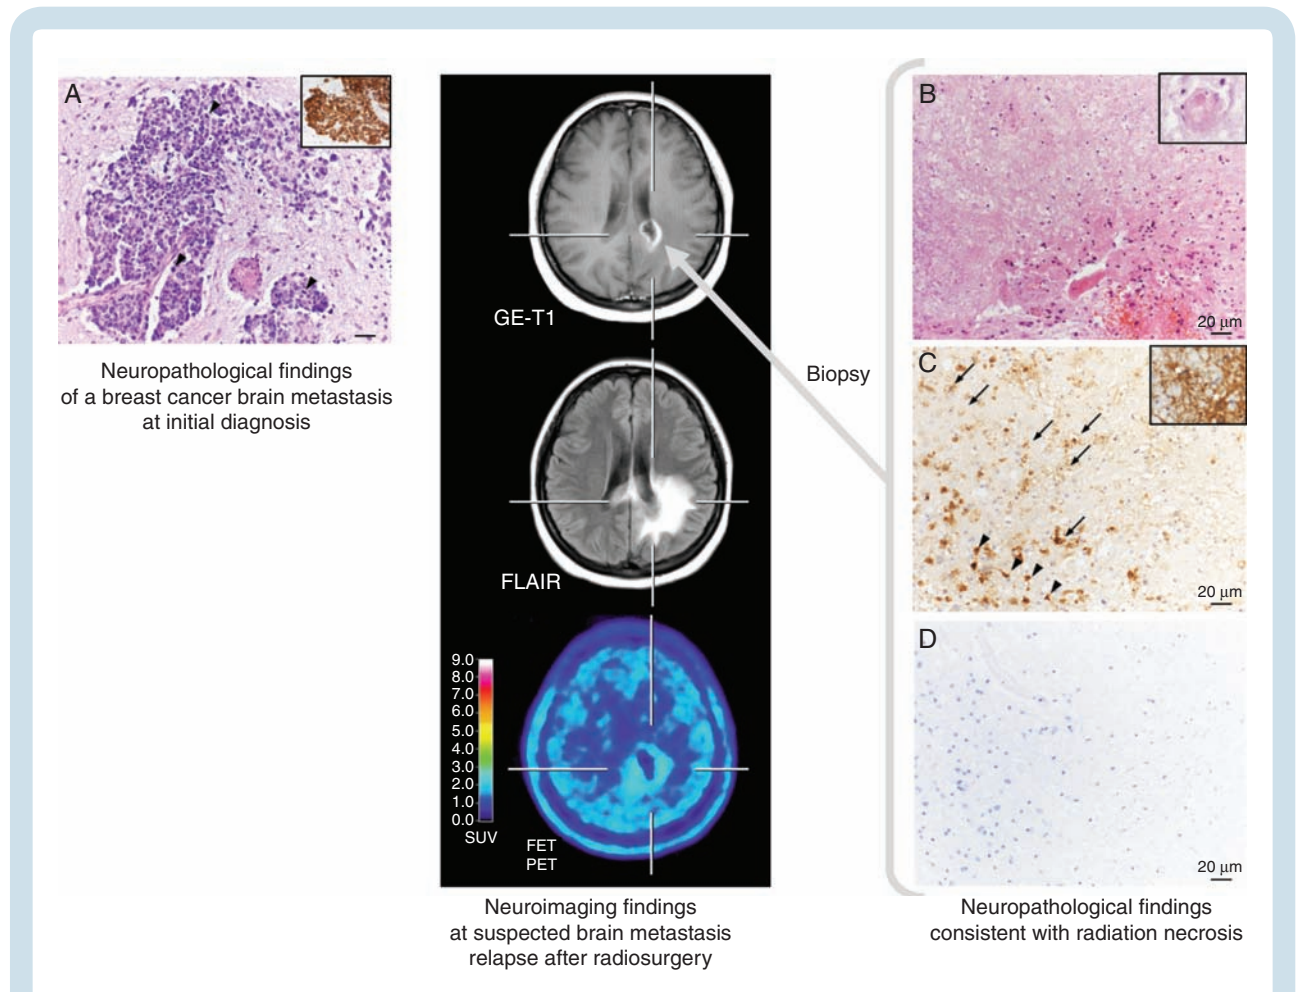 A
Neuropathological findings
of a breast cancer brain metastasis
at initial diagnosis
GE-T1
FLAIR
9.0
8.0
7.0
6.0
5.0
4.0
3.0
2.0
1.0
0.0
SUV
FET
PET
Neuroimaging findings
at suspected brain metastasis
relapse after radiosurgery
Biopsy
B
20 μm
C
20 μm
D
20 μm
Neuropathological findings
consistent with radiation necrosis